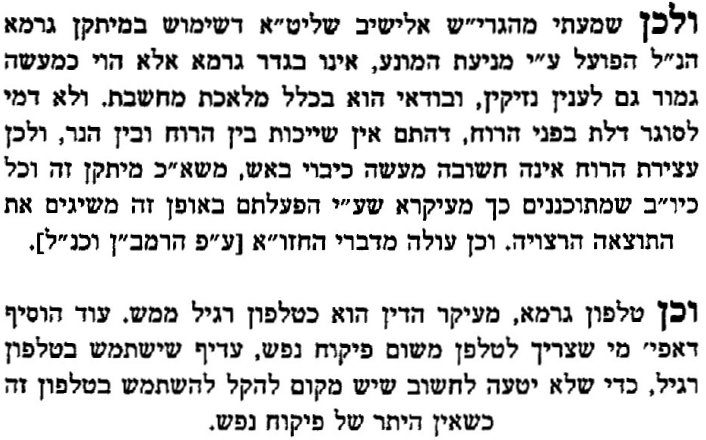 ולכן שמעתי מהגרי״ש אלישיב שליט״א דשימוש במיתקן גרמא
הנ״ל הפועל ע״י מניעת המונע, אינו בגדר גרמא אלא הוי כמעשה
גמור גם לענין נזיקין, ובודאי הוא בכלל מלאכת מחשבת. ולא דמי
לסוגר דלת בפני הרוח, דהתם אין שייכות בין הרוח ובין הנר, ולכן
עצירת הרוח אינה חשובה מעשה כיבוי באש, משא״כ מיתקן זה וכל
כיו״ב שמתוכננים כך מעיקרא שע״י הפעלתם באופן זה משיגים את
התוצאה הרצויה. וכן עולה מדברי החזו״א [ע״פ הרמב״ן וכנ״ל].
וכן טלפון גרמא, מעיקר הדין הוא כטלפון רגיל ממש. עוד הוסיף
דאפי׳ מי שצריך לטלפן משום פיקוח נפש, עדיף שישתמש בטלפון
רגיל, כדי שלא יטעה לחשוב שיש מקום להקל להשתמש בטלפון זה
כשאין היתר של פיקוח נפש.